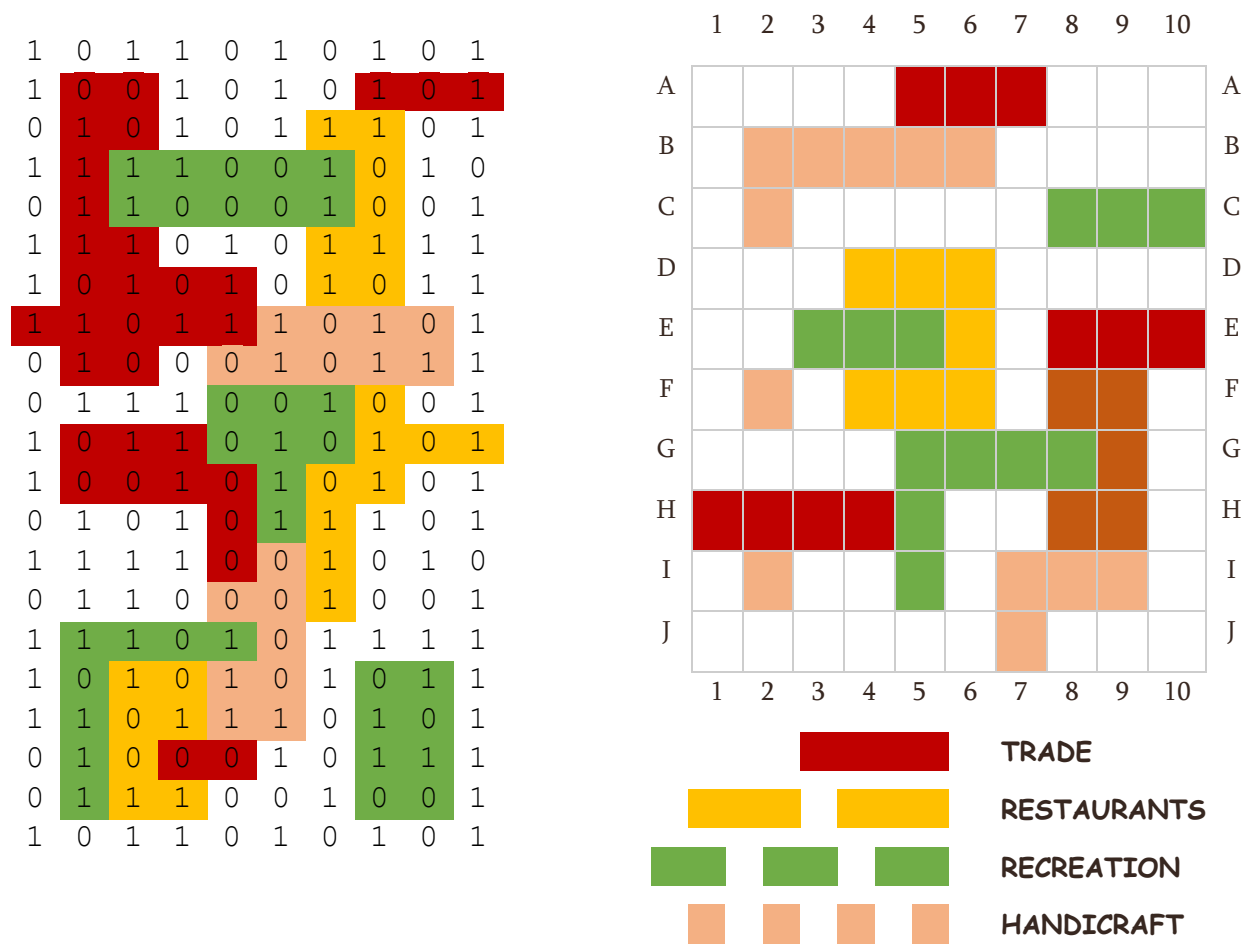 1 0 1 1 0 1 0 1 0 1
1 0 0 1 0 1 0 1 0 1
0 1 0 1 0 1 1 1 0 1
1 1 1 1 0 0 1 0 1 0
0 1 1 0 0 0 1 0 0 1
1 1 1 0 1 0 1 1 1 1
1 0 1 0 1 0 1 0 1 1
1 1 0 1 1 1 0 1 0 1
0 1 0 0 0 1 0 1 1 1
0 1 1 1 0 0 1 0 0 1
1 0 1 1 0 1 0 1 0 1
1 0 0 1 0 1 0 1 0 1
0 1 0 1 0 1 1 1 0 1
1 1 1 1 0 0 1 0 1 0
0 1 1 0 0 0 1 0 0 1
1 1 1 0 1 0 1 1 1 1
1 0 1 0 1 0 1 0 1 1
1 1 0 1 1 1 0 1 0 1
0 1 0 0 0 1 0 1 1 1
0 1 1 1 0 0 1 0 0 1
1 0 1 1 0 1 0 1 0 1
1 2 3 4 5 6 7 8 9 10
A A
B B
C C
D D
E E
F F
G G
H H
I I
J J
1 2 3 4 5 6 7 8 9 10
TRADE
RESTAURANTS
RECREATION
HANDICRAFT